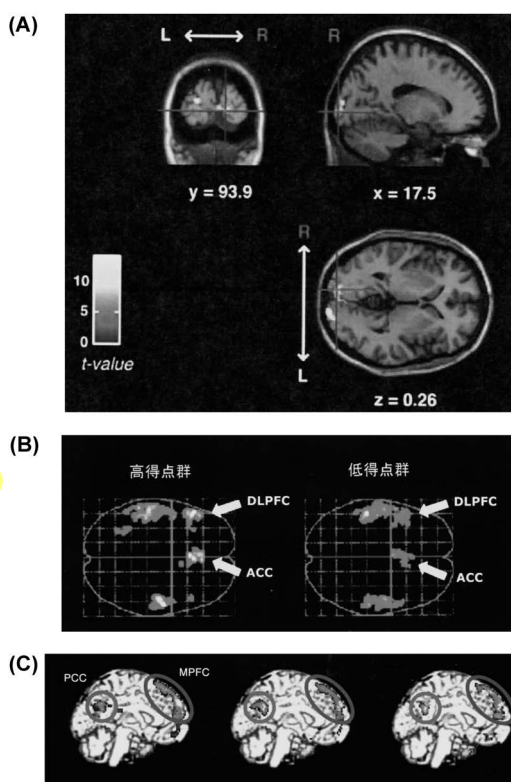 (A)
L R R
y = 93.9 x = 17.5
R
10
5
0
t-value
L
z = 0.26
(B)
高得点群 低得点群
DLPFC DLPFC
ACC ACC
(C)
PCC MPFC